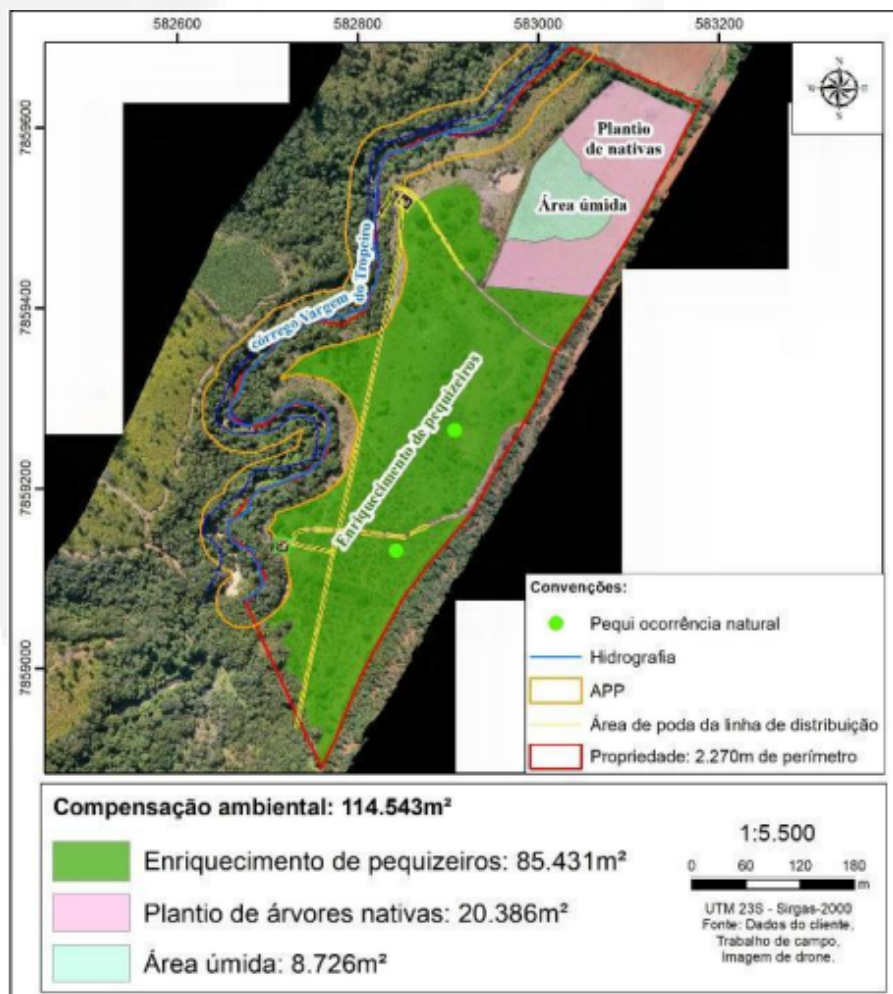 582600 582800 583000 583200
7859600
7859400
7859200
7859000
N
Plantio
de nativas
Área úmida
córrego Vargem
do Tropeiro
Enriquecimento de pequizeiros
Convenções:
Pequi ocorrência natural
Hidrografia
APP
Área de poda da linha de distribuição
Propriedade: 2.270m de perímetro
Compensação ambiental: 114.543m²
Enriquecimento de pequizeiros: 85.431m²
Plantio de árvores nativas: 20.386m²
Área úmida: 8.726m²
1:5.500
0 60 120 180
m
UTM 23S - Sirgas-2000
Fonte: Dados do cliente,
Trabalho de campo,
Imagem de drone.